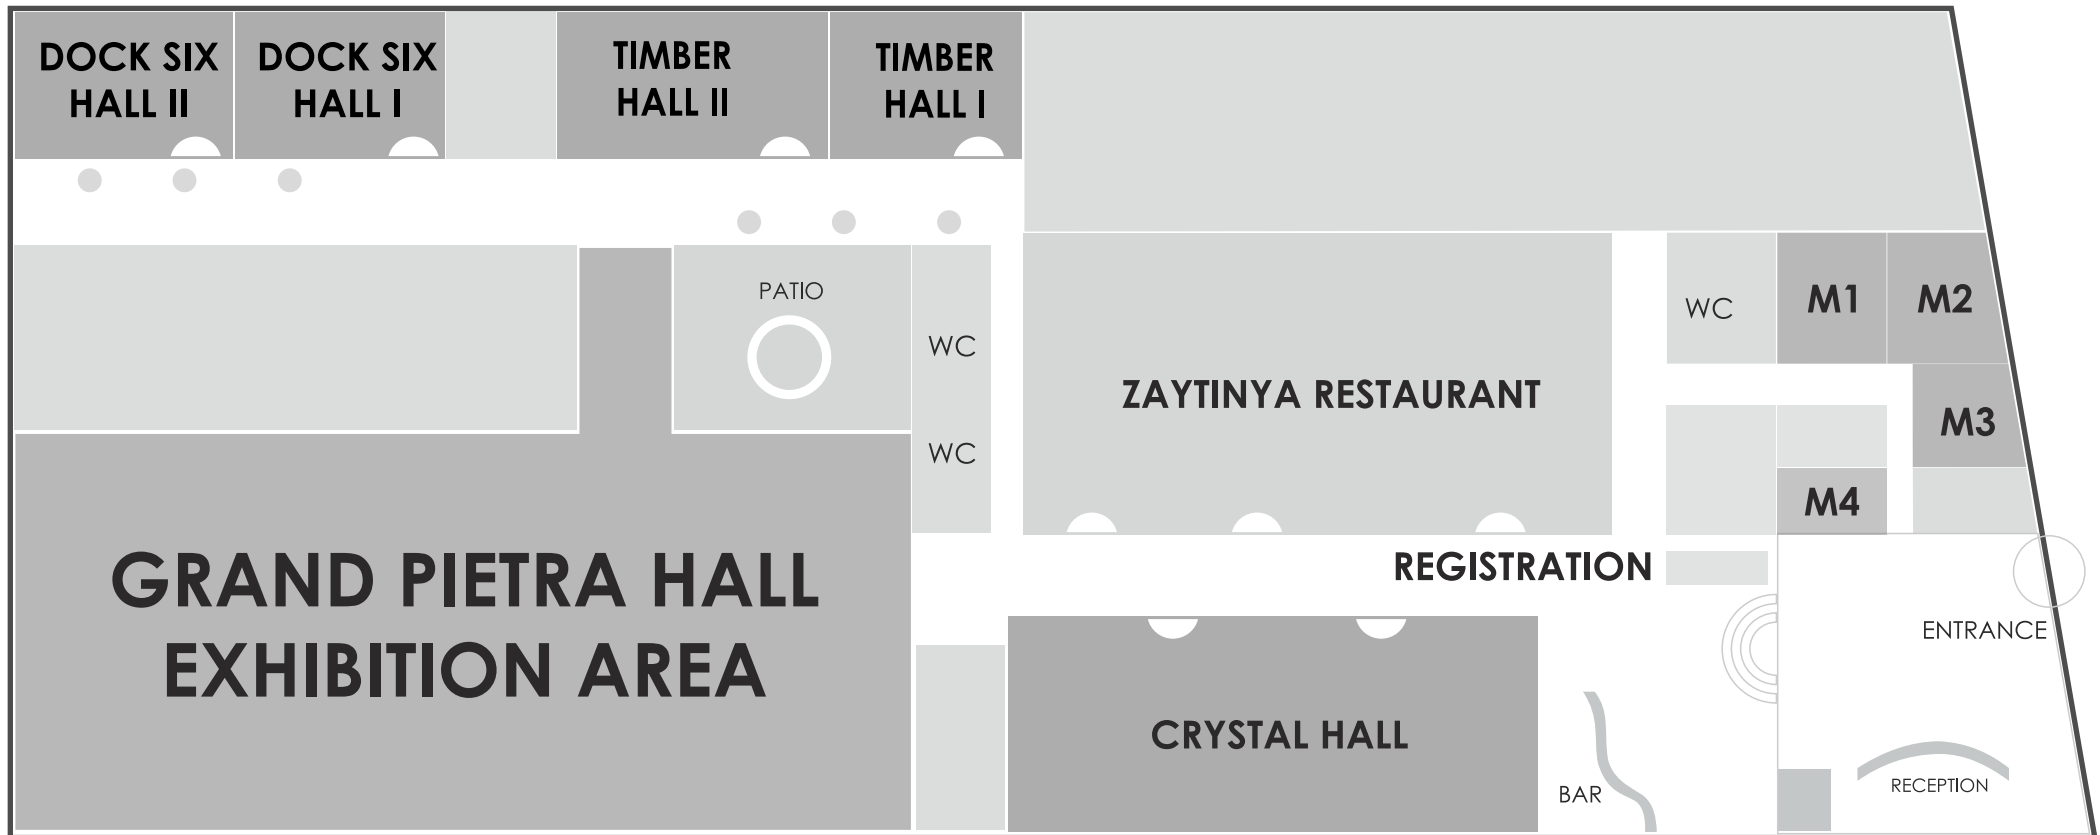 DOCK SIX
HALL II
DOCK SIX
HALL I
TIMBER
HALL II
TIMBER
HALL I
PATIO
WC
WC
ZAYTINYA RESTAURANT
WC
M1
M2
M3
M4
REGISTRATION
GRAND PIETRA HALL
EXHIBITION AREA
CRYSTAL HALL
BAR
ENTRANCE
RECEPTION